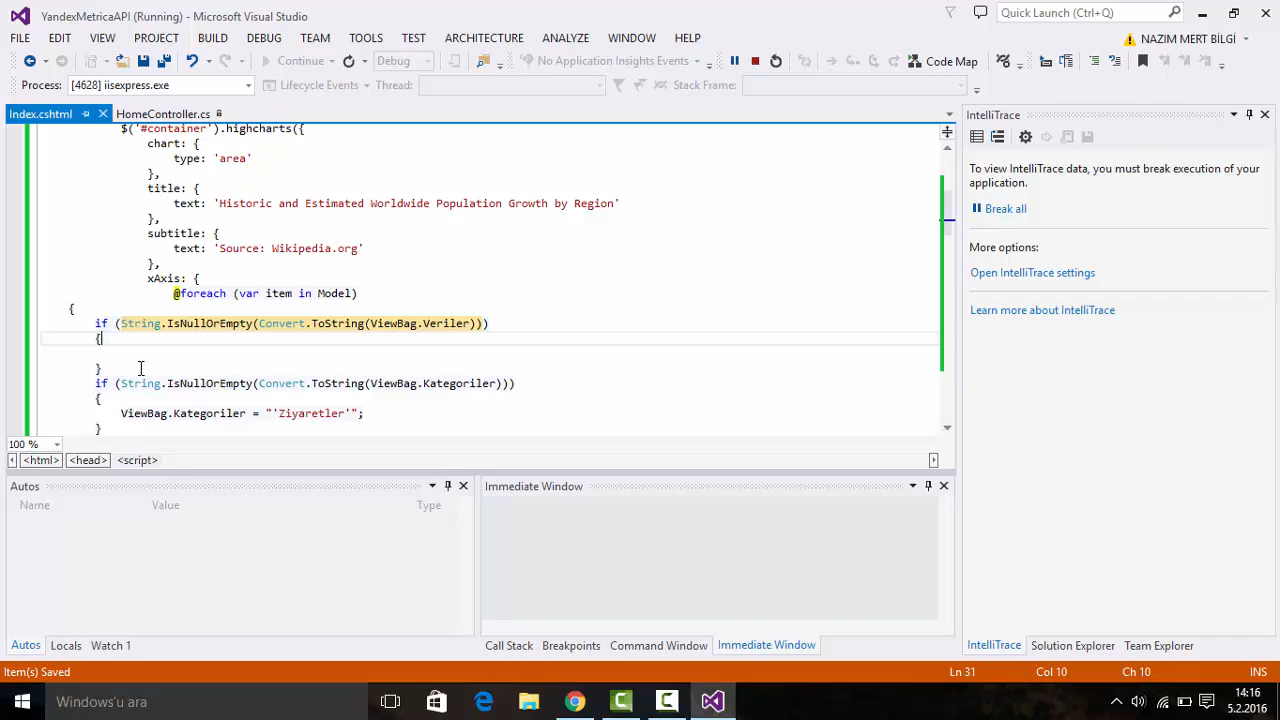 YandexMetricaAPI (Running) - Microsoft Visual Studio
Quick Launch (Ctrl+Q)
FILE EDIT VIEW PROJECT BUILD DEBUG TEAM TOOLS TEST ARCHITECTURE ANALYZE WINDOW HELP
NAZIM MERT BİLGİ
Continue Debug No Application Insights Events Code Map
Process: [4628] iisexpress.exe Lifecycle Events Thread: Stack Frame:
Index.cshtml HomeController.cs
$('#container').highcharts({
chart: {
type: 'area'
},
title: {
text: 'Historic and Estimated Worldwide Population Growth by Region'
},
subtitle: {
text: 'Source: Wikipedia.org'
},
xAxis: {
@foreach (var item in Model)
{
if (String.IsNullOrEmpty(Convert.ToString(ViewBag.Veriler)))
{
}
if (String.IsNullOrEmpty(Convert.ToString(ViewBag.Kategoriler)))
{
ViewBag.Kategoriler = "'Ziyaretler'";
}
100 %
<html> <head> <script>
IntelliTrace
To view IntelliTrace data, you must break execution of your
application.
Break all
More options:
Open IntelliTrace settings
Learn more about IntelliTrace
Autos
Name Value Type
Immediate Window
Autos Locals Watch 1
Call Stack Breakpoints Command Window Immediate Window
IntelliTrace Solution Explorer Team Explorer
Item(s) Saved Ln 31 Col 10 Ch 10 INS
Windows'u ara
14:16
5.2.2016